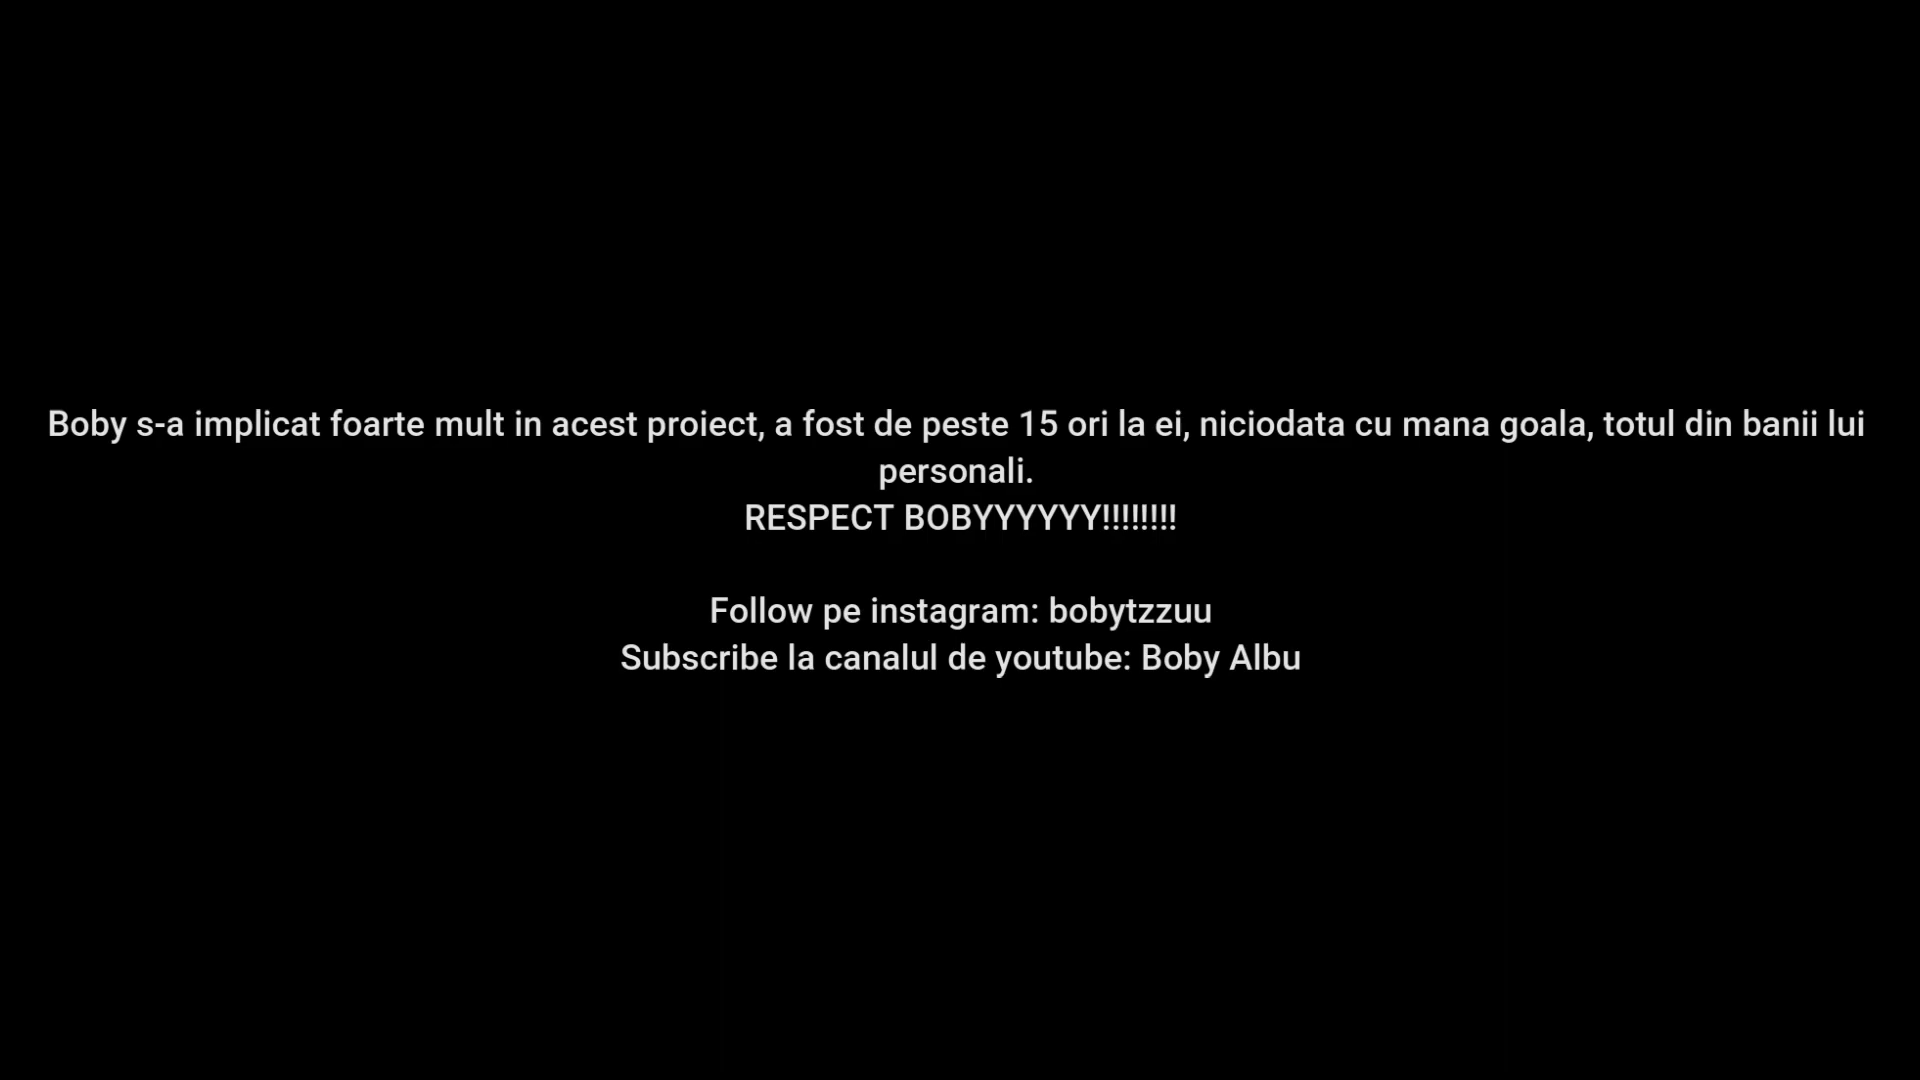 Boby s-a implicat foarte mult in acest proiect, a fost de peste 15 ori la ei, niciodata cu mana goala, totul din banii lui
personali.
RESPECT BOBYYYYYY!!!!!!!!
Follow pe instagram: bobytzzuu
Subscribe la canalul de youtube: Boby Albu